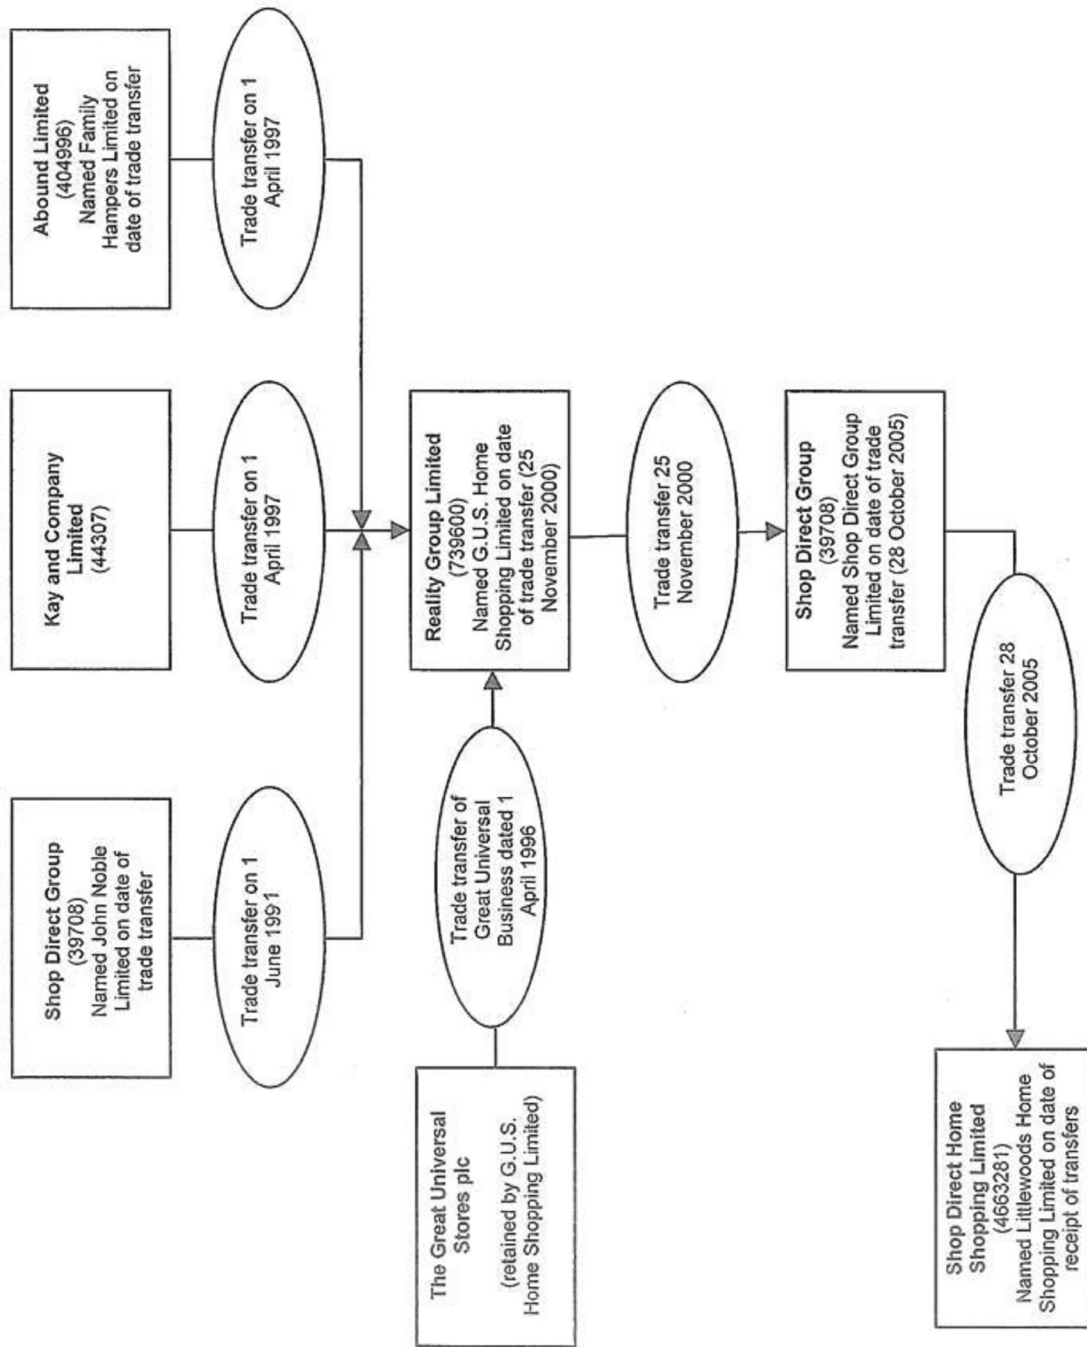 Shop Direct Group
(39708)
Named John Noble
Limited on date of
trade transfer
Kay and Company
Limited
(44307)
Abound Limited
(404996)
Named Family
Hampers Limited on
date of trade transfer
Trade transfer on 1
June 1991
Trade transfer on 1
April 1997
Trade transfer on 1
April 1997
The Great Universal
Stores plc
(retained by G.U.S.
Home Shopping Limited)
Trade transfer of
Great Universal
Business dated 1
April 1996
Reality Group Limited
(739600)
Named G.U.S. Home
Shopping Limited on date
of trade transfer (25
November 2000)
Trade transfer 25
November 2000
Shop Direct Group
(39708)
Named Shop Direct Group
Limited on date of trade
transfer (28 October 2005)
Trade transfer 28
October 2005
Shop Direct Home
Shopping Limited
(4663281)
Named Littlewoods Home
Shopping Limited on date of
receipt of transfers